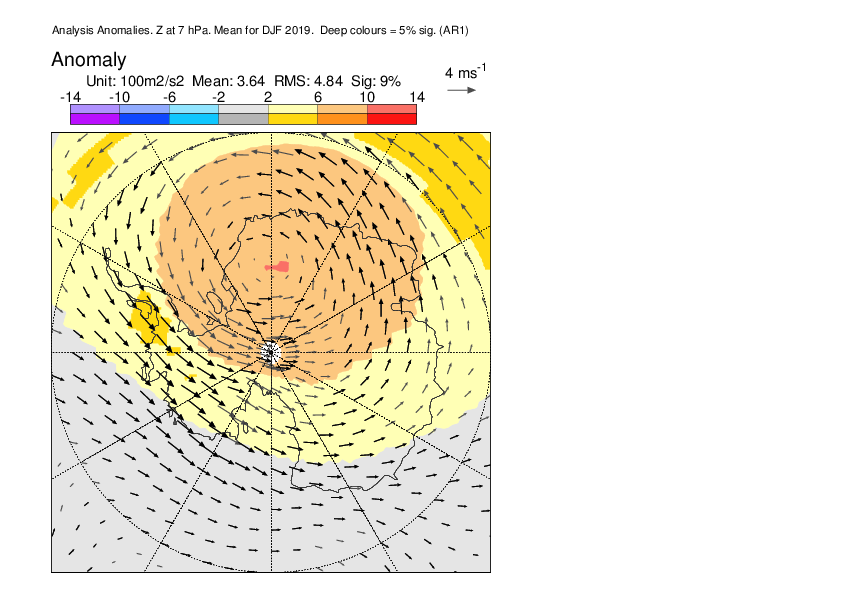 Analysis Anomalies. Z at 7 hPa. Mean for DJF 2019.  Deep colours = 5% sig. (AR1)
Anomaly
Unit: 100m2/s2  Mean: 3.64  RMS: 4.84  Sig: 9%
4 ms-1
-14 -10 -6 -2 2 6 10 14